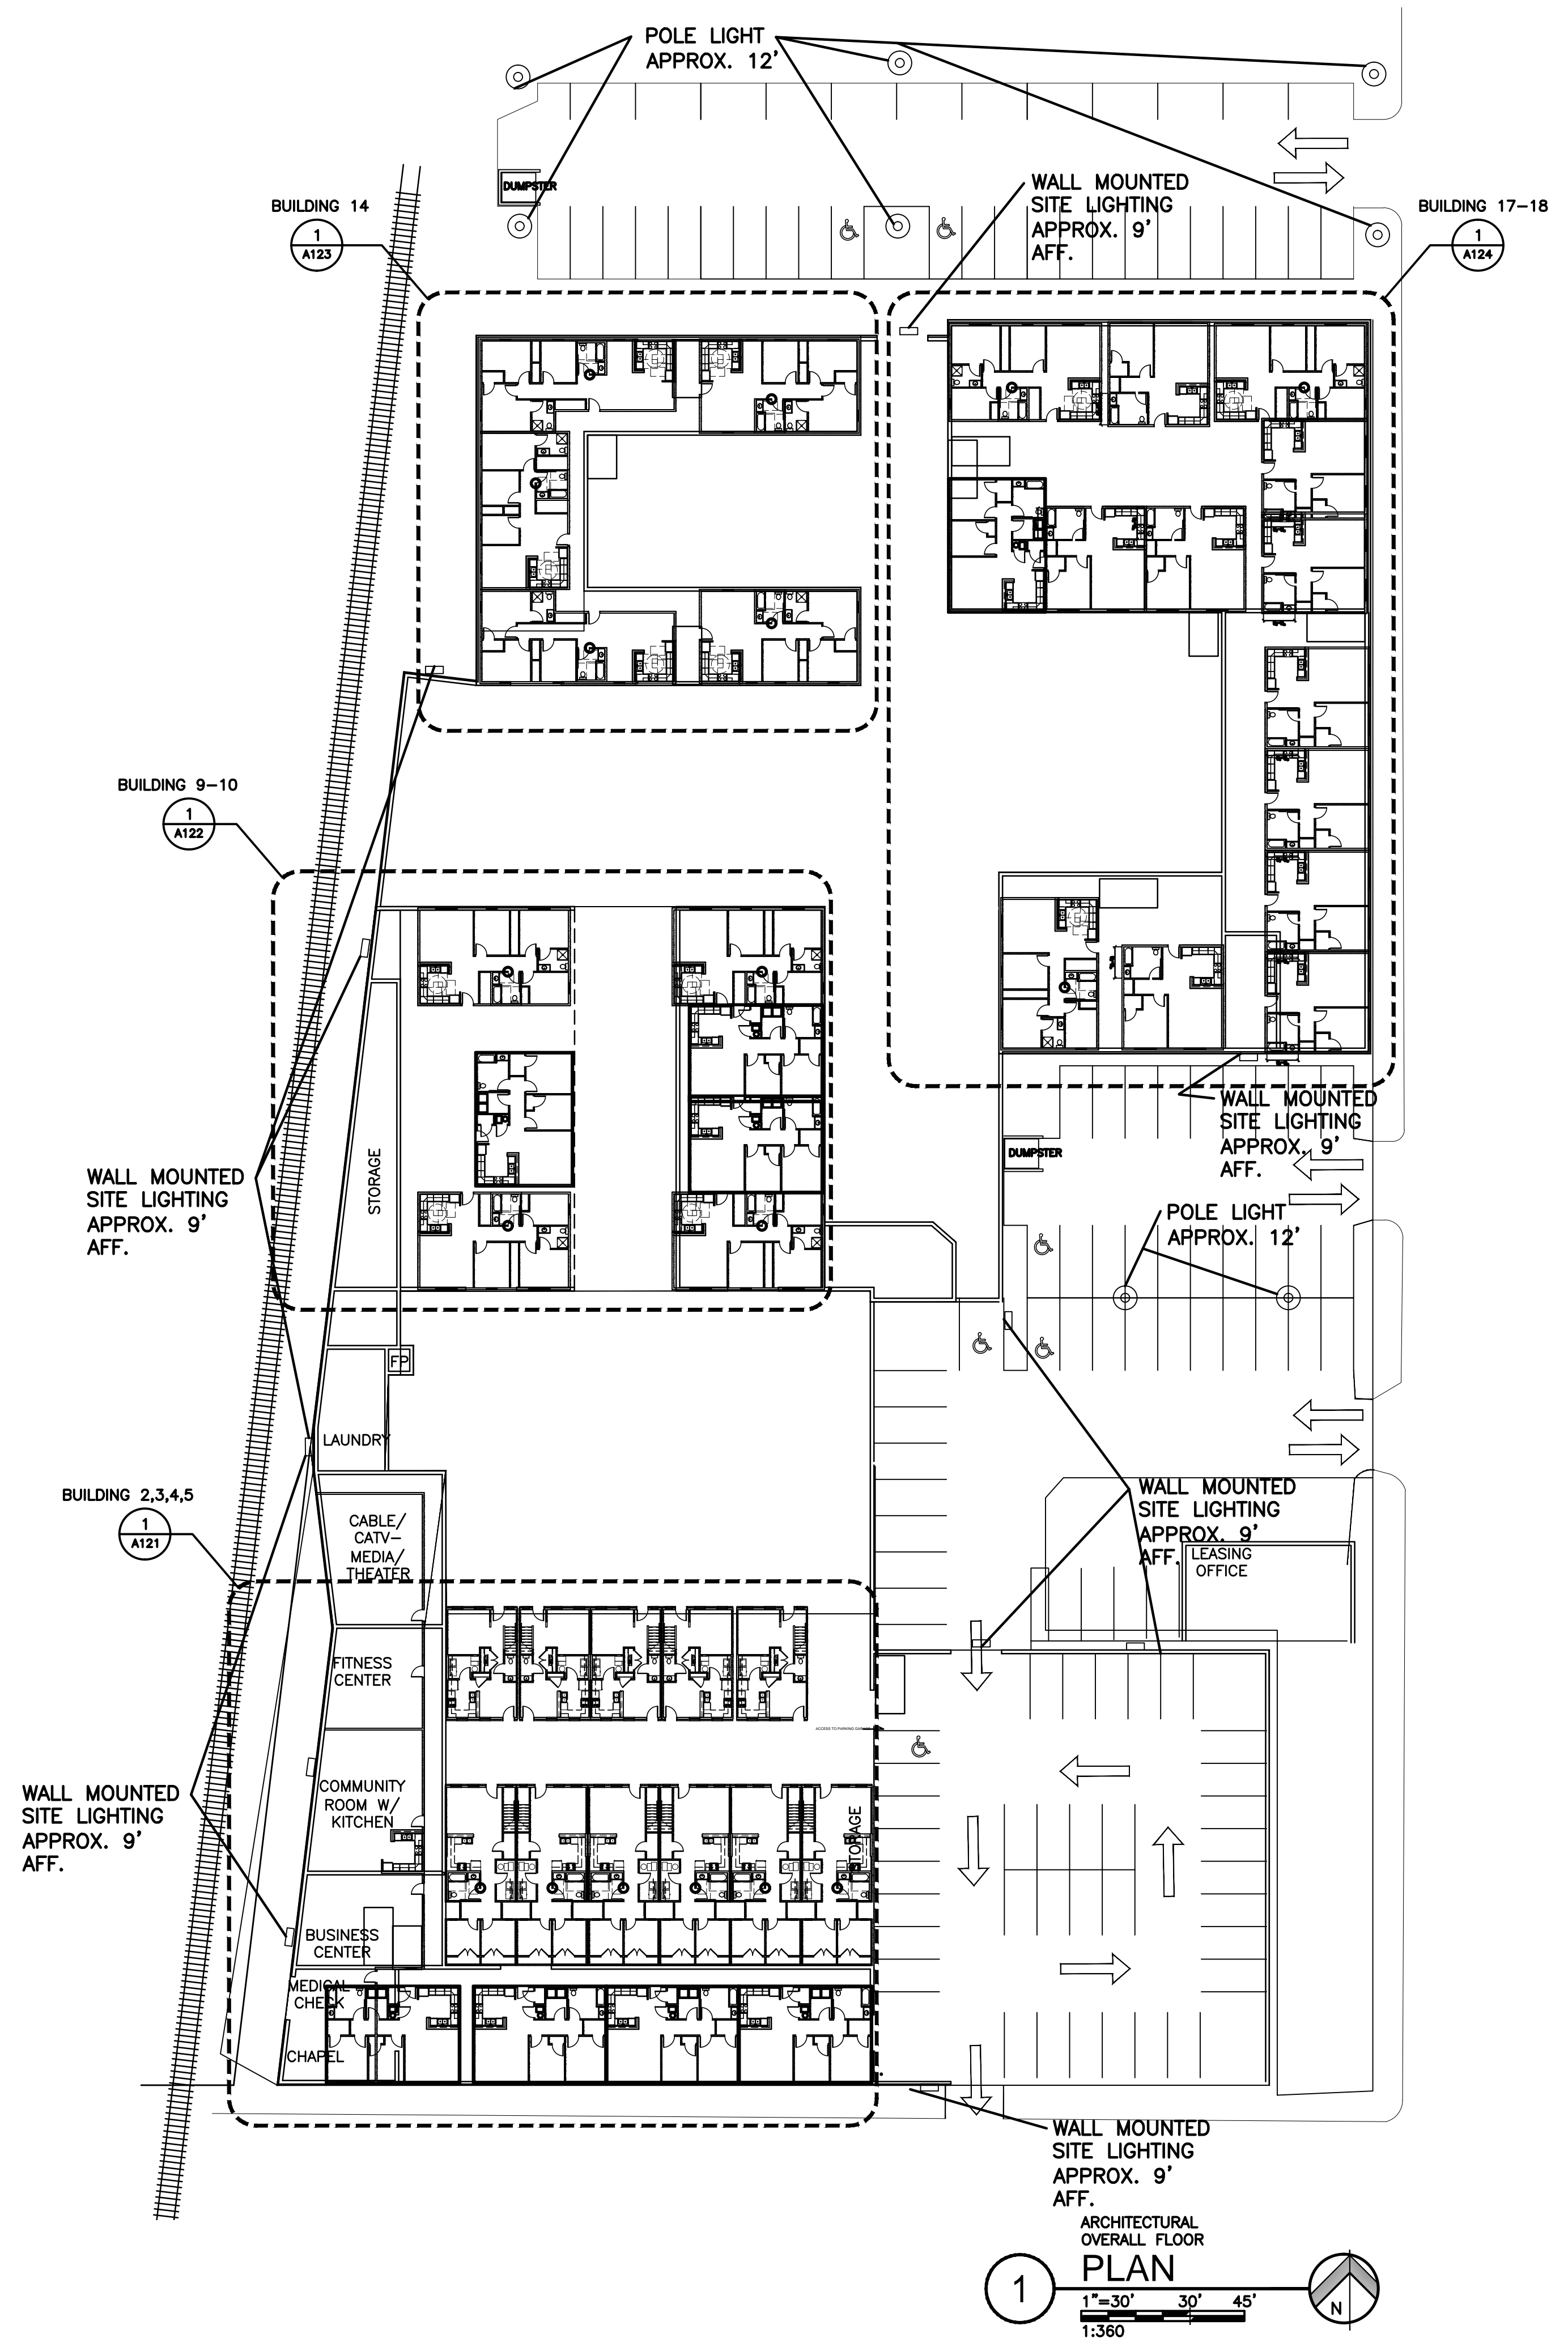 POLE LIGHT
APPROX. 12'
DUMPSTER
WALL MOUNTED
SITE LIGHTING
APPROX. 9'
AFF.
BUILDING 14
1
A123
BUILDING 17-18
1
A124
BUILDING 9-10
1
A122
STORAGE
WALL MOUNTED
SITE LIGHTING
APPROX. 9'
AFF.
WALL MOUNTED
SITE LIGHTING
APPROX. 9'
AFF.
DUMPSTER
POLE LIGHT
APPROX. 12'
FP
LAUNDRY
BUILDING 2,3,4,5
1
A121
CABLE/
CATV-
MEDIA/
THEATER
WALL MOUNTED
SITE LIGHTING
APPROX. 9'
AFF.
LEASING
OFFICE
FITNESS
CENTER
ACCESS TO PARKING
COMMUNITY
ROOM W/
KITCHEN
STORAGE
WALL MOUNTED
SITE LIGHTING
APPROX. 9'
AFF.
BUSINESS
CENTER
MEDICAL
CHECK
CHAPEL
WALL MOUNTED
SITE LIGHTING
APPROX. 9'
AFF.
ARCHITECTURAL
OVERALL FLOOR
PLAN
1
1"=30' 30' 45'
1:360
N